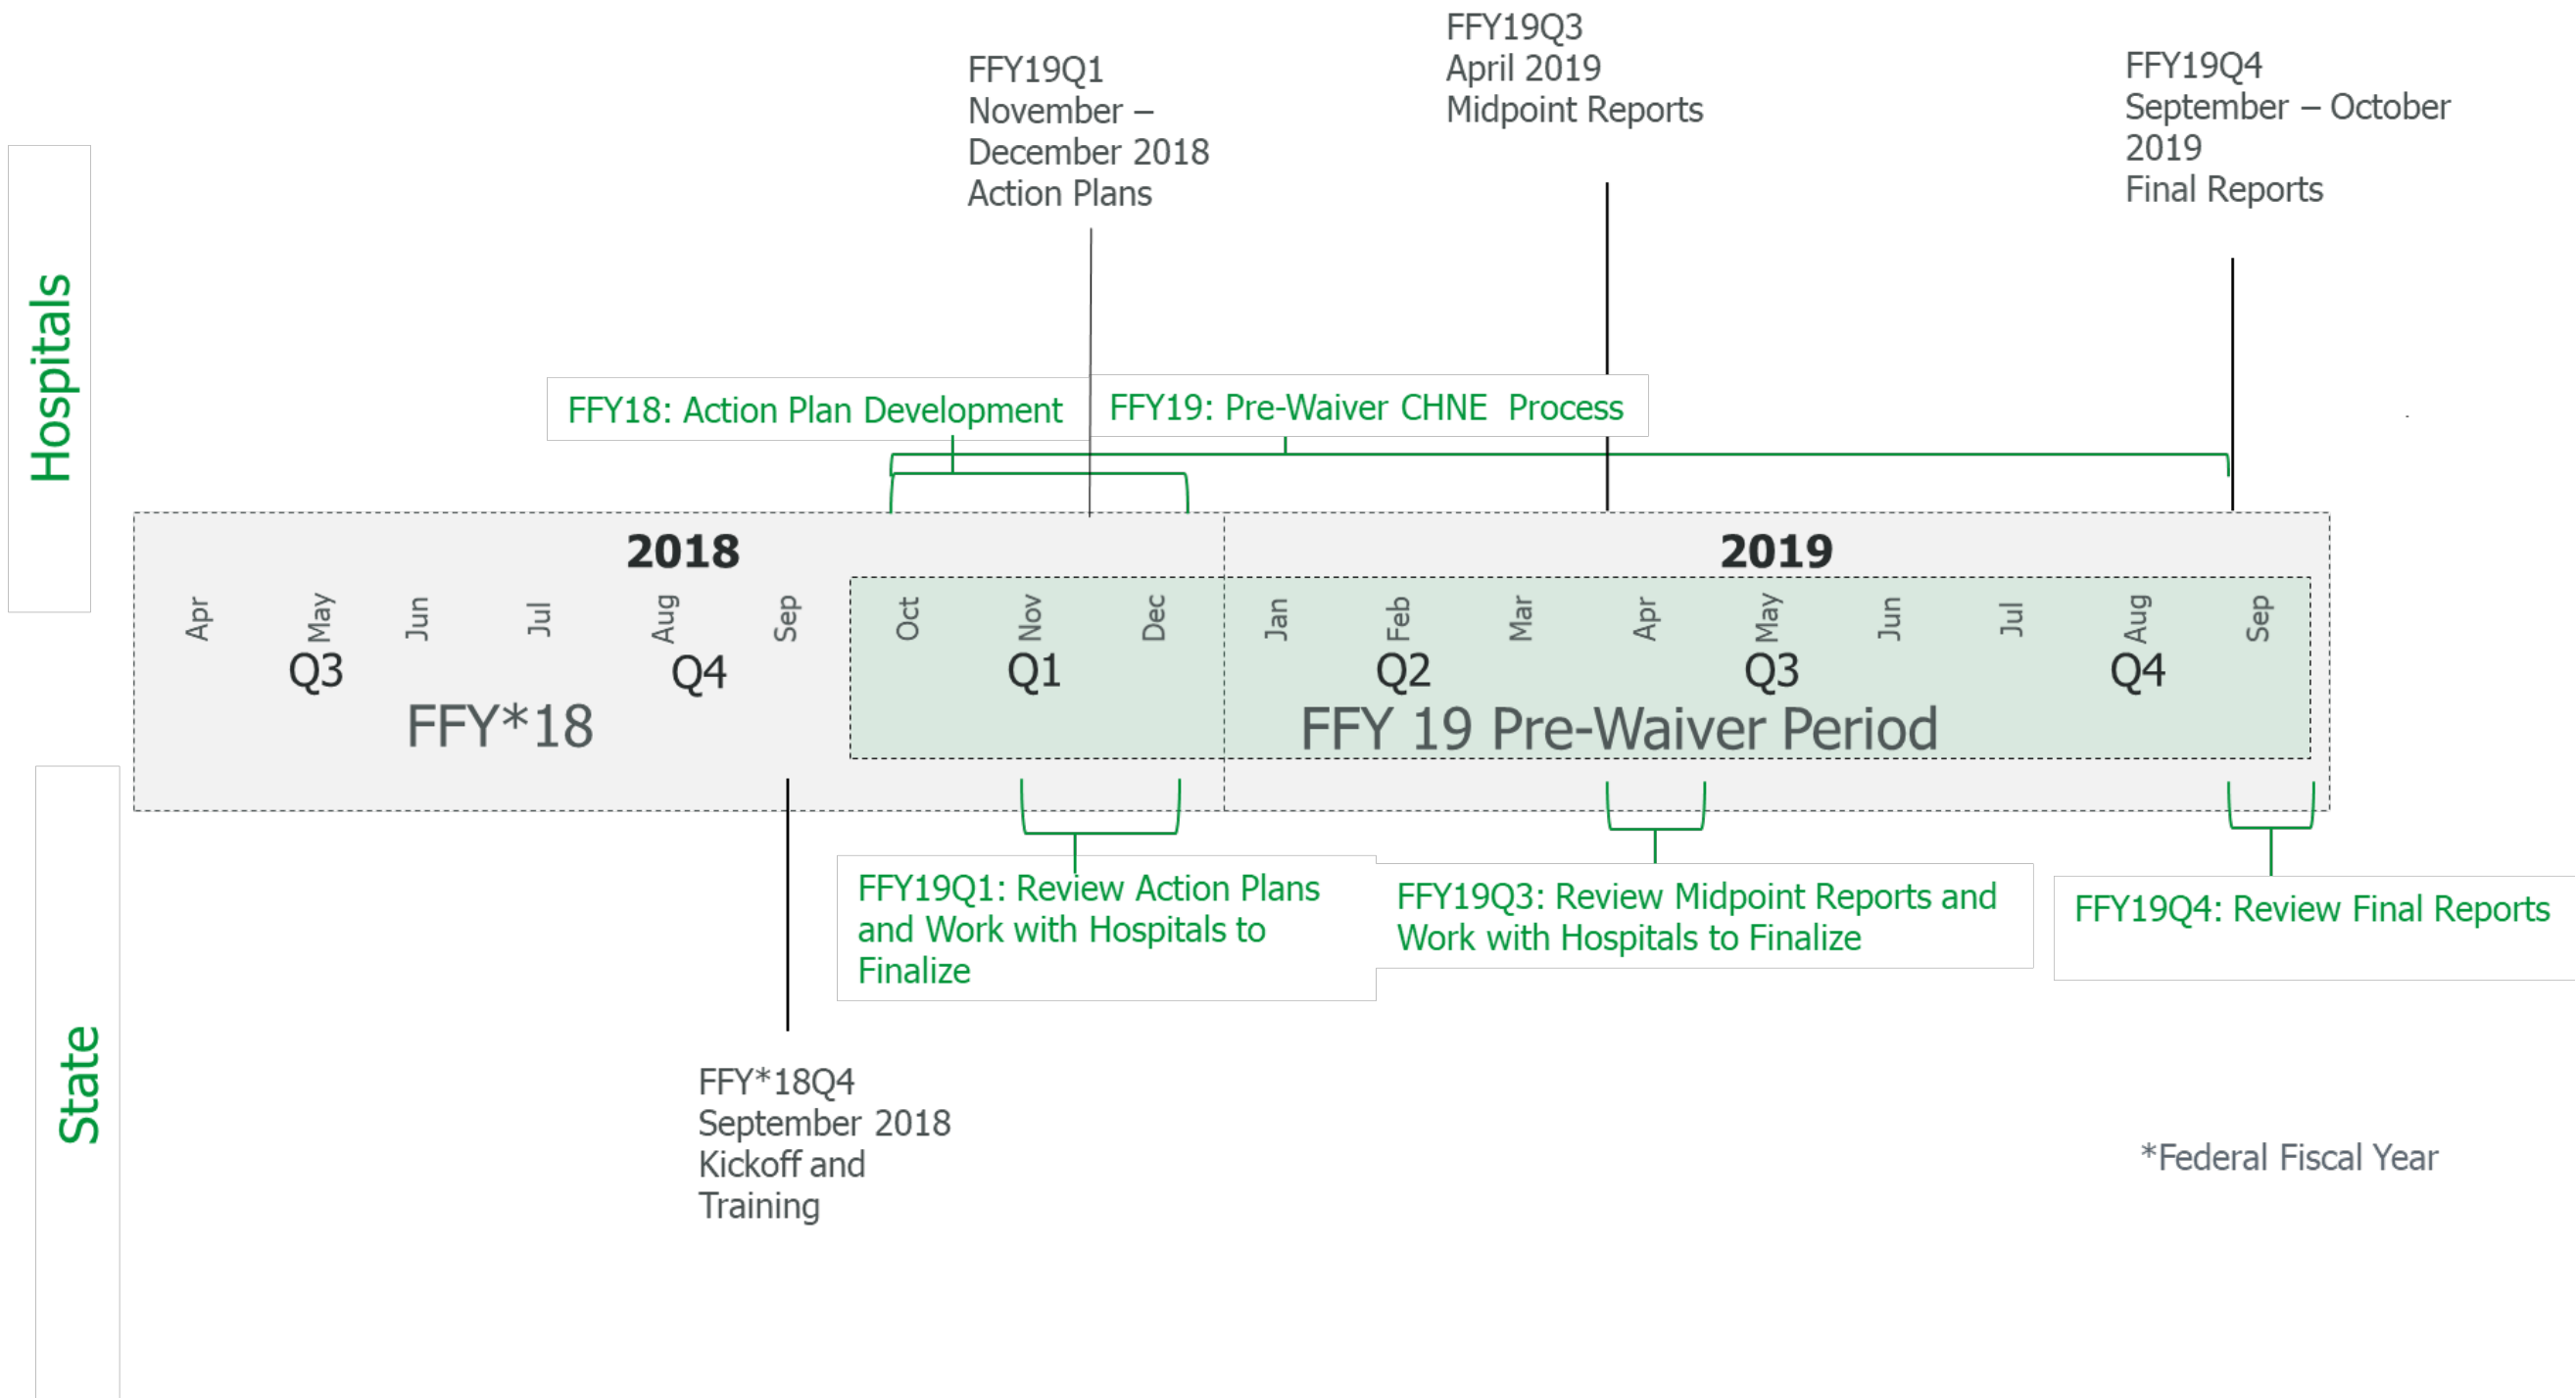 FFY19Q3
April 2019
Midpoint Reports
FFY19Q1
November –
December 2018
Action Plans
FFY19Q4
September – October
2019
Final Reports
Hospitals
FFY18: Action Plan Development
FFY19: Pre-Waiver CHNE Process
2018
2019
Apr
May
Jun
Jul
Aug
Sep
Oct
Nov
Dec
Jan
Feb
Mar
Apr
May
Jun
Jul
Aug
Sep
Q3
Q4
Q1
Q2
Q3
Q4
FFY*18
FFY 19 Pre-Waiver Period
State
FFY19Q1: Review Action Plans
and Work with Hospitals to
Finalize
FFY19Q3: Review Midpoint Reports and
Work with Hospitals to Finalize
FFY19Q4: Review Final Reports
FFY*18Q4
September 2018
Kickoff and
Training
*Federal Fiscal Year